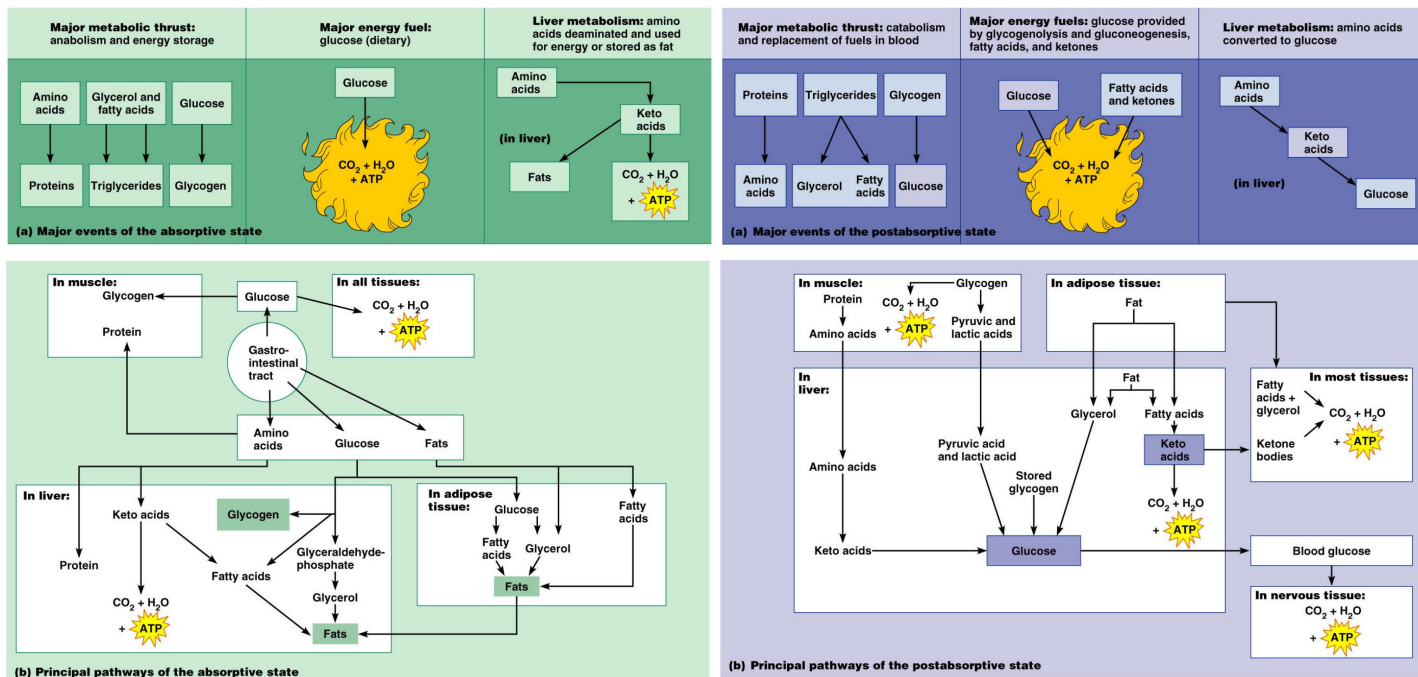 Major metabolic thrust:
anabolism and energy storage
Major energy fuel:
glucose (dietary)
Liver metabolism: amino
acids deaminated and used
for energy or stored as fat
Amino
acids
Glycerol and
fatty acids
Glucose
Proteins
Triglycerides
Glycogen
Glucose
CO2 + H2O
+ ATP
Amino
acids
Keto
acids
(in liver)
Fats
CO2 + H2O
+ ATP
(a) Major events of the absorptive state
Major metabolic thrust: catabolism
and replacement of fuels in blood
Major energy fuels: glucose provided
by glycogenolysis and gluconeogenesis,
fatty acids, and ketones
Liver metabolism: amino acids
converted to glucose
Proteins
Triglycerides
Glycogen
Amino
acids
Glycerol
Fatty
acids
Glucose
Glucose
Fatty acids
and ketones
CO2 + H2O
+ ATP
Amino
acids
Keto
acids
(in liver)
Glucose
(a) Major events of the postabsorptive state
In muscle:
Glycogen
Protein
Glucose
In all tissues:
CO2 + H2O
+ ATP
Gastro-
intestinal
tract
Amino
acids
Glucose
Fats
In liver:
Keto acids
Protein
CO2 + H2O
+ ATP
Glycogen
Fatty acids
Glyceraldehyde-
phosphate
Glycerol
Fats
In adipose
tissue:
Glucose
Fatty
acids
Glycerol
Fats
Fatty
acids
(b) Principal pathways of the absorptive state
In muscle:
Protein
Amino acids
CO2 + H2O
+ ATP
Glycogen
Pyruvic and
lactic acids
In adipose tissue:
Fat
In
liver:
Amino acids
Keto acids
Pyruvic acid
and lactic acid
Stored
glycogen
Glucose
Fat
Glycerol
Fatty acids
Keto
acids
CO2 + H2O
+ ATP
In most tissues:
Fatty
acids +
glycerol
Ketone
bodies
CO2 + H2O
+ ATP
Blood glucose
In nervous tissue:
CO2 + H2O
+ ATP
(b) Principal pathways of the postabsorptive state